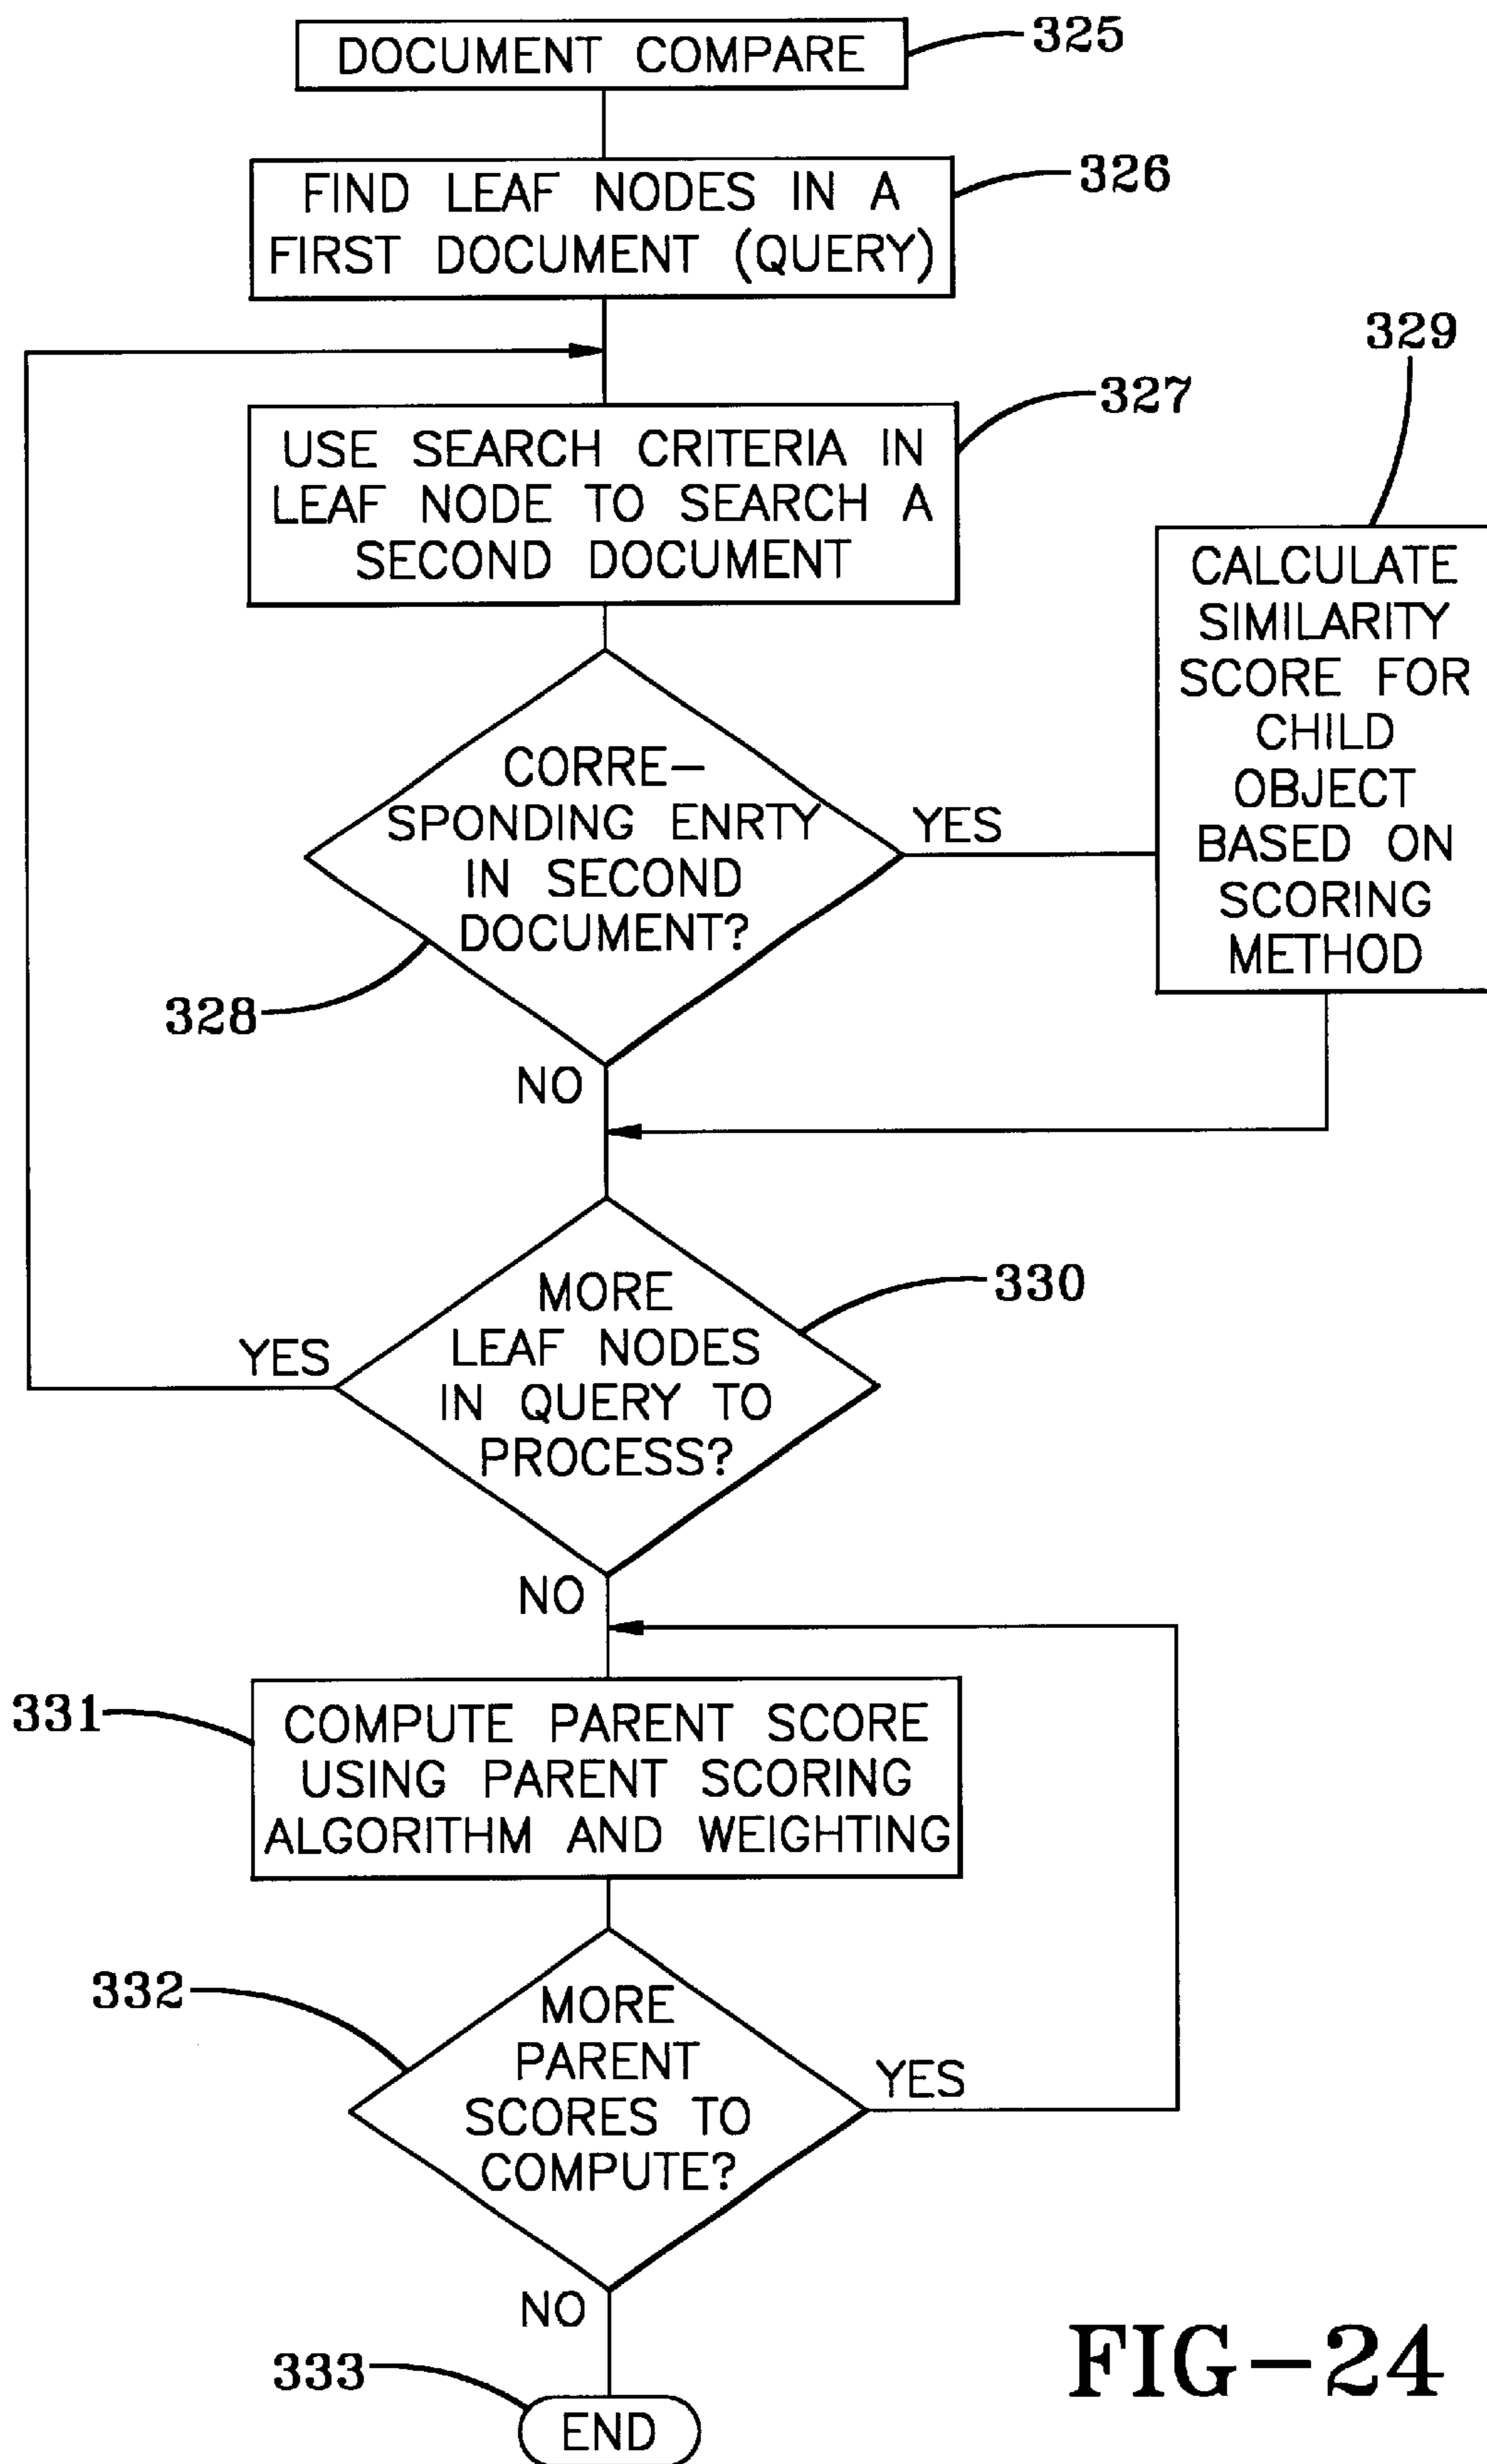 DOCUMENT COMPARE
325
FIND LEAF NODES IN A
FIRST DOCUMENT (QUERY)
326
USE SEARCH CRITERIA IN
LEAF NODE TO SEARCH A
SECOND DOCUMENT
327
329
CALCULATE
SIMILARITY
SCORE FOR
CHILD
OBJECT
BASED ON
SCORING
METHOD
CORRE-
SPONDING ENRTY
IN SECOND
DOCUMENT?
YES
328
NO
MORE
LEAF NODES
IN QUERY TO
PROCESS?
330
YES
NO
331
COMPUTE PARENT SCORE
USING PARENT SCORING
ALGORITHM AND WEIGHTING
332
MORE
PARENT
SCORES TO
COMPUTE?
YES
NO
333
END
FIG-24